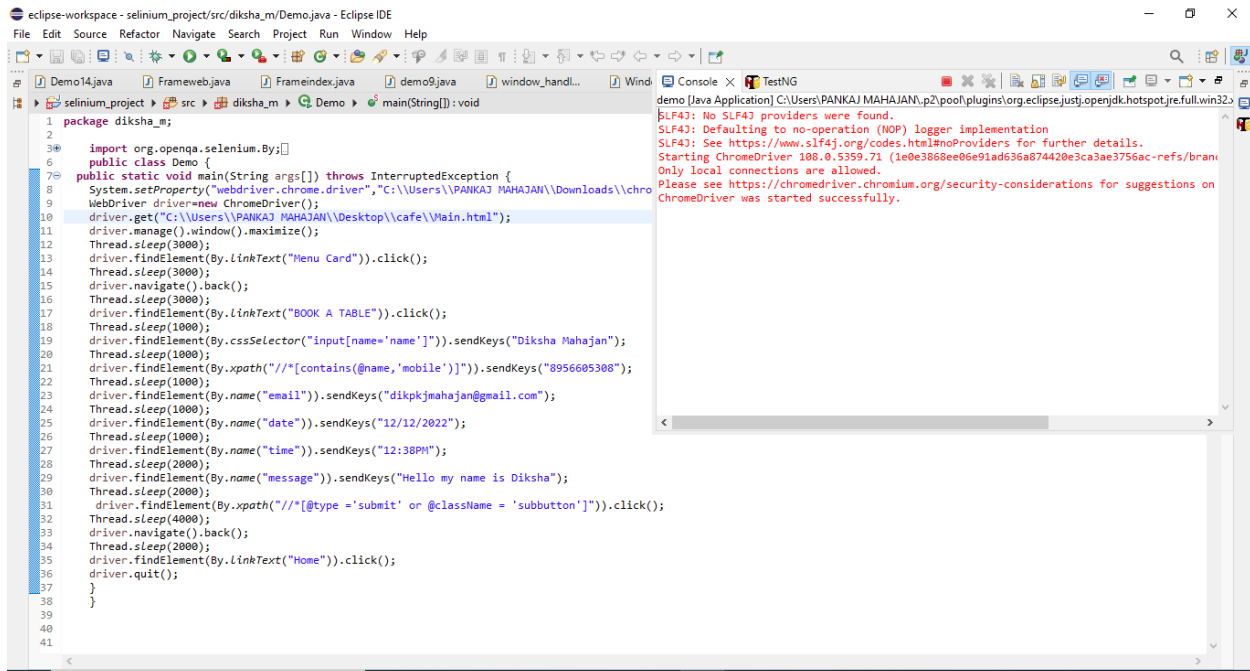 eclipse-workspace - selinium_project/src/diksha_m/Demo.java - Eclipse IDE
File Edit Source Refactor Navigate Search Project Run Window Help
Demo14.java Frameweb.java Frameindex.java demo9.java window_handl... Wind
selinium_project src diksha_m Demo main(String[]) : void
1 package diksha_m;
2
3 import org.openqa.selenium.By;
6 public class Demo {
7 public static void main(String args[]) throws InterruptedException {
8 System.setProperty("webdriver.chrome.driver","C:\\Users\\PANKAJ MAHAJAN\\Downloads\\chro
9 WebDriver driver=new ChromeDriver();
10 driver.get("C:\\Users\\PANKAJ MAHAJAN\\Desktop\\cafe\\Main.html");
11 driver.manage().window().maximize();
12 Thread.sleep(3000);
13 driver.findElement(By.linkText("Menu Card")).click();
14 Thread.sleep(3000);
15 driver.navigate().back();
16 Thread.sleep(3000);
17 driver.findElement(By.linkText("BOOK A TABLE")).click();
18 Thread.sleep(1000);
19 driver.findElement(By.cssSelector("input[name='name']")).sendKeys("Diksha Mahajan");
20 Thread.sleep(1000);
21 driver.findElement(By.xpath("//*[contains(@name,'mobile')]")).sendKeys("8956605308");
22 Thread.sleep(1000);
23 driver.findElement(By.name("email")).sendKeys("dikpkjmahajan@gmail.com");
24 Thread.sleep(1000);
25 driver.findElement(By.name("date")).sendKeys("12/12/2022");
26 Thread.sleep(1000);
27 driver.findElement(By.name("time")).sendKeys("12:38PM");
28 Thread.sleep(2000);
29 driver.findElement(By.name("message")).sendKeys("Hello my name is Diksha");
30 Thread.sleep(2000);
31 driver.findElement(By.xpath("//*[@type ='submit' or @className = 'subbutton']")).click();
32 Thread.sleep(4000);
33 driver.navigate().back();
34 Thread.sleep(2000);
35 driver.findElement(By.linkText("Home")).click();
36 driver.quit();
37 }
38 }
39
40
41
Console TestNG
demo [Java Application] C:\Users\PANKAJ MAHAJAN\.p2\pool\plugins\org.eclipse.justj.openjdk.hotspot.jre.full.win32.
SLF4J: No SLF4J providers were found.
SLF4J: Defaulting to no-operation (NOP) logger implementation
SLF4J: See https://www.slf4j.org/codes.html#noProviders for further details.
Starting ChromeDriver 108.0.5359.71 (1e0e3868ee06e91ad636a874420e3ca3ae3756ac-refs/bran
Only local connections are allowed.
Please see https://chromedriver.chromium.org/security-considerations for suggestions on
ChromeDriver was started successfully.